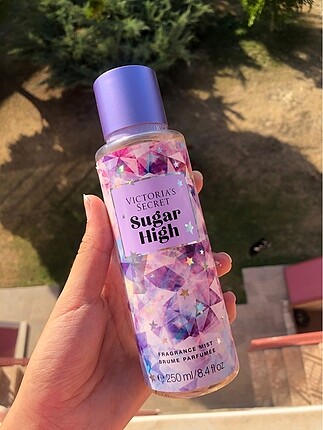 VICTORIA'S
SECRET
Sugar
High
FRAGRANCE MIST
BRUME PARFUMÉE
℮ 250 ml/8.4 fl oz